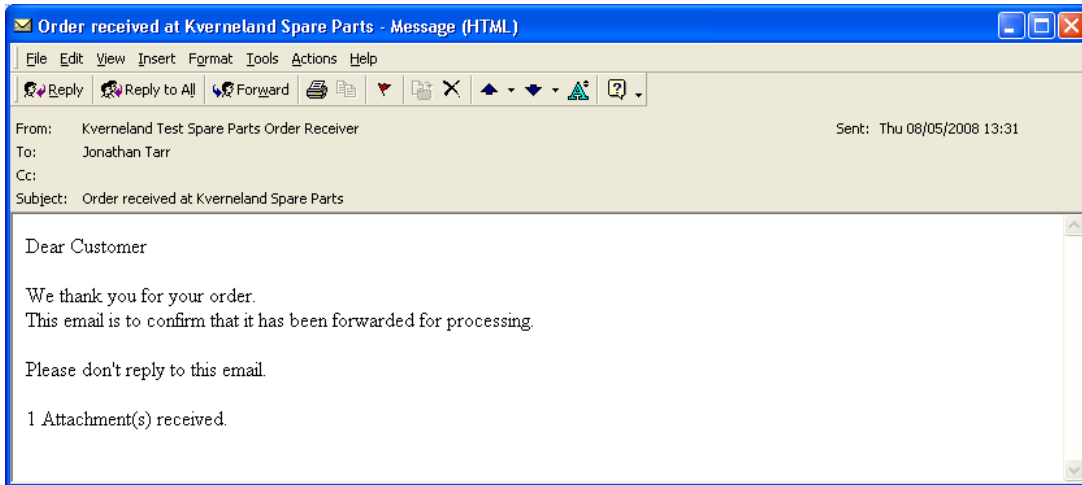 Order received at Kverneland Spare Parts - Message (HTML)
File Edit View Insert Format Tools Actions Help
Reply Reply to All Forward
From: Kverneland Test Spare Parts Order Receiver Sent: Thu 08/05/2008 13:31
To: Jonathan Tarr
Cc:
Subject: Order received at Kverneland Spare Parts
Dear Customer
We thank you for your order.
This email is to confirm that it has been forwarded for processing.
Please don't reply to this email.
1 Attachment(s) received.